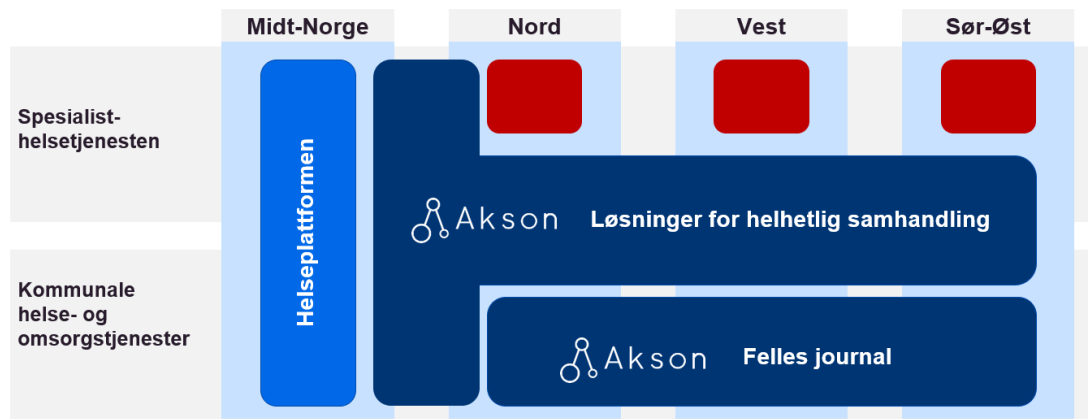 Midt-Norge
Nord
Vest
Sør-Øst
Spesialist-
helsetjenesten
Helseplattformen
Akson
Løsninger for helhetlig samhandling
Kommunale
helse- og
omsorgstjenester
Akson
Felles journal